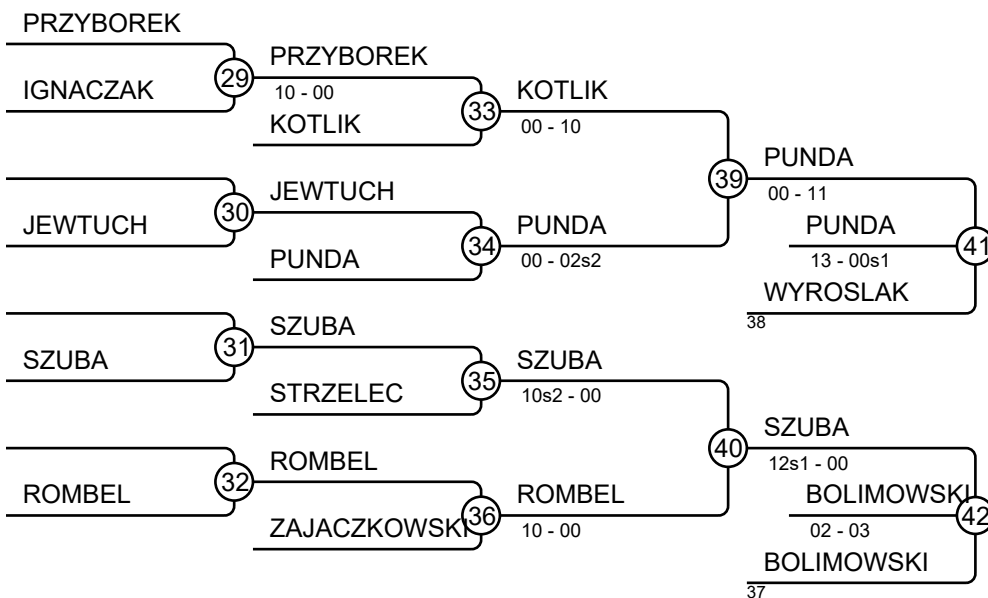 PRZYBOREK
IGNACZAK
29
PRZYBOREK
10 - 00
KOTLIK
33
KOTLIK
00 - 10
JEWTUCH
30
JEWTUCH
PUNDA
34
PUNDA
00 - 02s2
39
PUNDA
00 - 11
PUNDA
13 - 00s1
41
WYROSLAK
38
SZUBA
31
SZUBA
STRZELEC
35
SZUBA
10s2 - 00
ROMBEL
32
ROMBEL
ZAJACZKOWSKI
36
ROMBEL
10 - 00
40
SZUBA
12s1 - 00
BOLIMOWSKI
02 - 03
42
BOLIMOWSKI
37